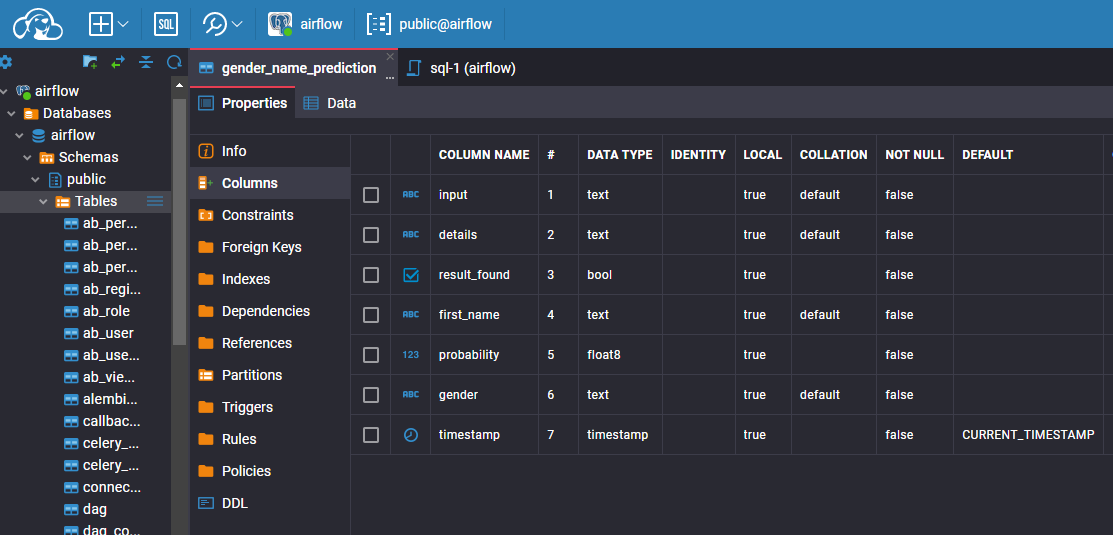 SQL airflow public@airflow
gender_name_prediction ... sql-1 (airflow)
Properties Data
airflow
Databases
airflow
Schemas
public
Tables
ab_per...
ab_per...
ab_per...
ab_regi...
ab_role
ab_user
ab_use...
ab_vie...
alembi...
callbac...
celery_...
celery_...
connec...
dag
dag_co...
Info
Columns
Constraints
Foreign Keys
Indexes
Dependencies
References
Partitions
Triggers
Rules
Policies
DDL
COLUMN NAME # DATA TYPE IDENTITY LOCAL COLLATION NOT NULL DEFAULT
ABC input 1 text true default false
ABC details 2 text true default false
result_found 3 bool true false
ABC first_name 4 text true default false
123 probability 5 float8 true false
ABC gender 6 text true default false
timestamp 7 timestamp true false CURRENT_TIMESTAMP